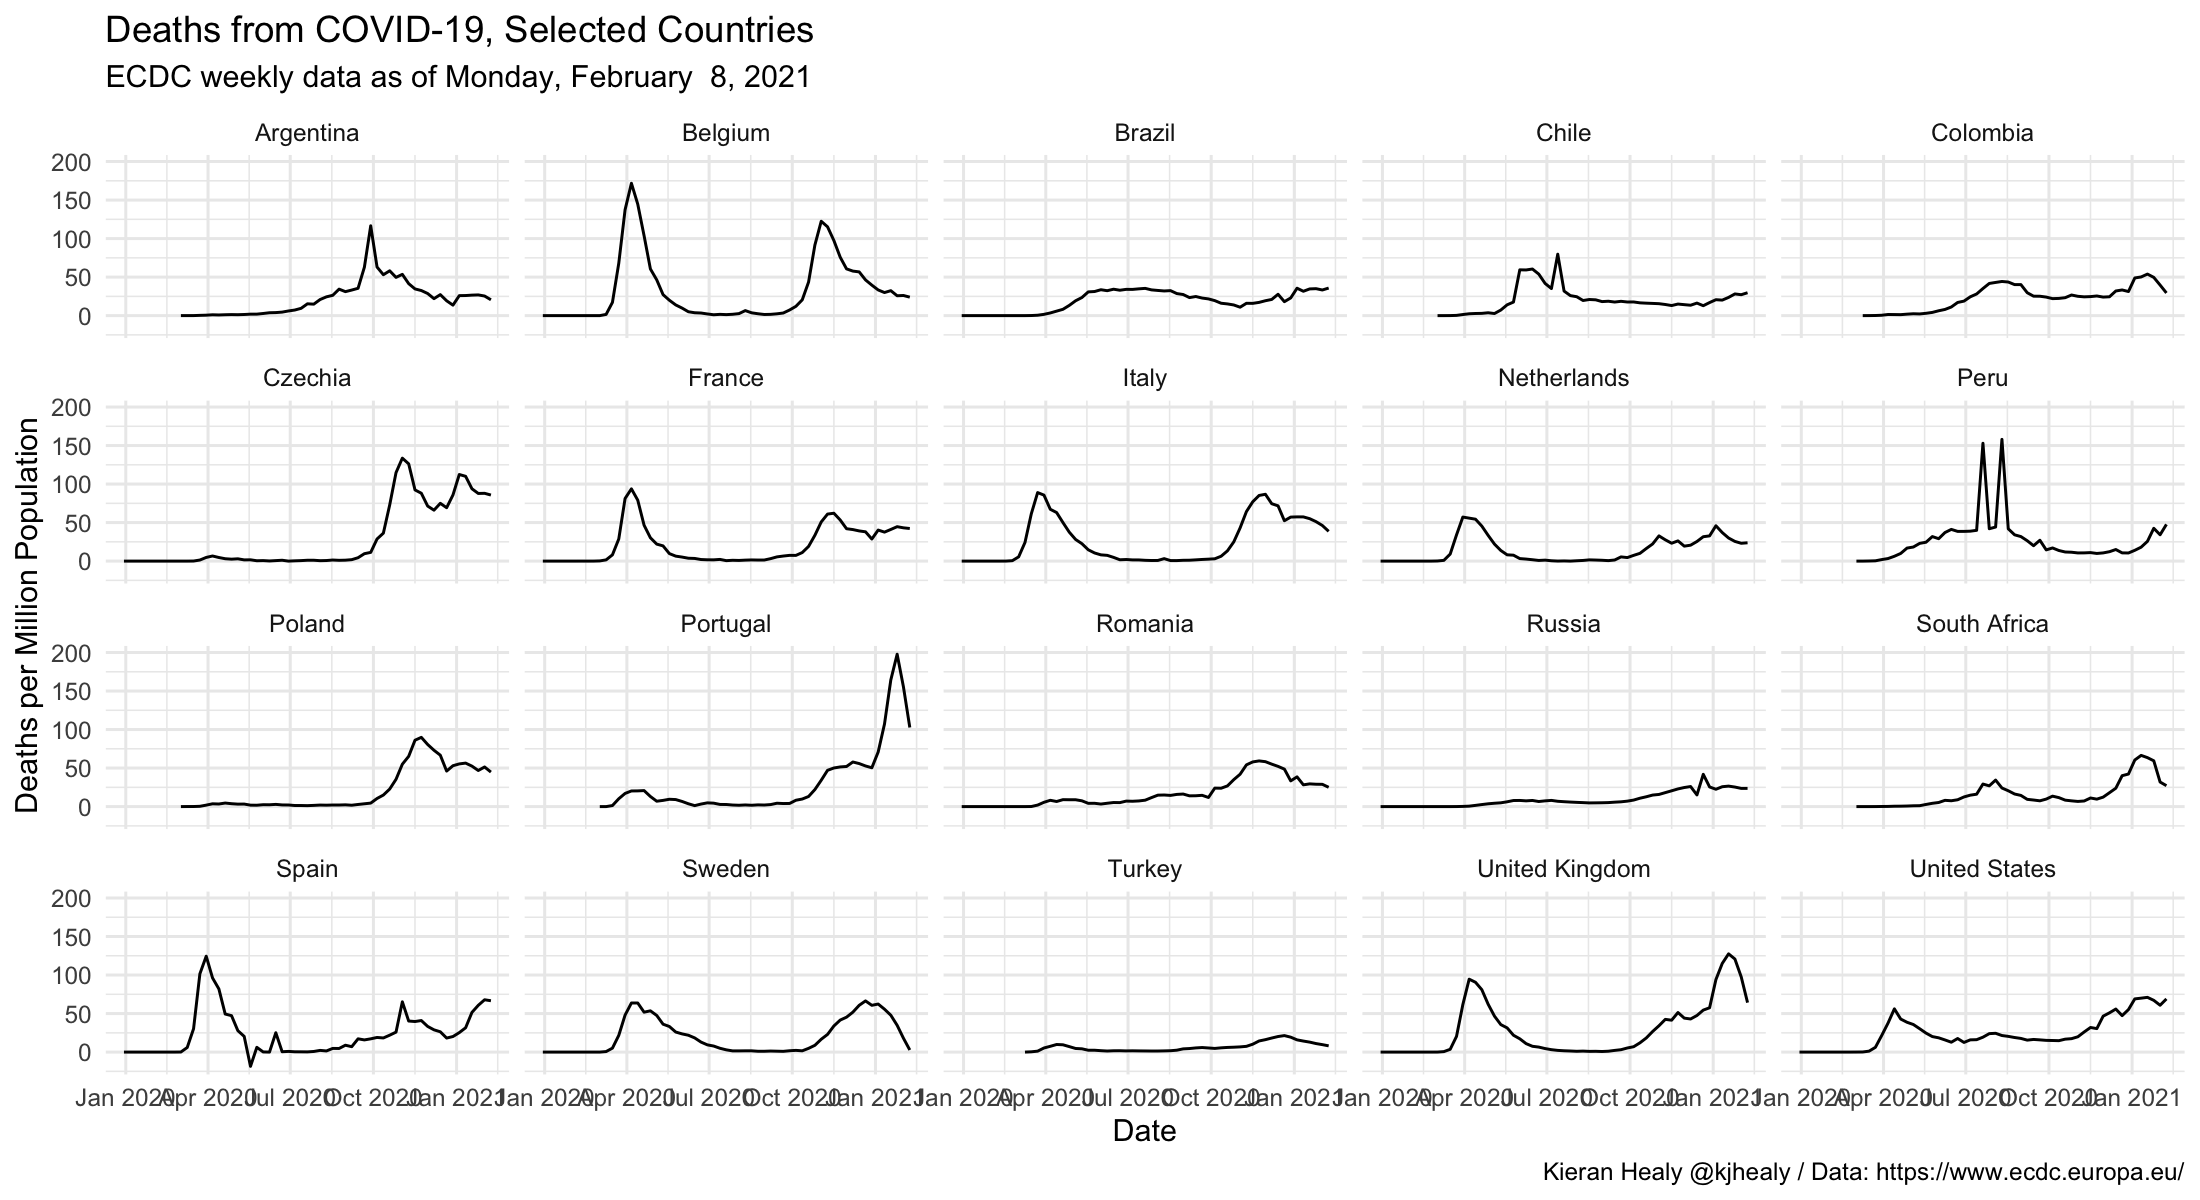 Deaths from COVID-19, Selected Countries
ECDC weekly data as of Monday, February  8, 2021
Argentina Belgium Brazil Chile Colombia
200
150
100
50
0
Czechia France Italy Netherlands Peru
200
150
100
50
0
Deaths per Million Population
Poland Portugal Romania Russia South Africa
200
150
100
50
0
Spain Sweden Turkey United Kingdom United States
200
150
100
50
0
Jan 2020 Apr 2020 Jul 2020 Oct 2020 Jan 2021 Jan 2020 Apr 2020 Jul 2020 Oct 2020 Jan 2021 Jan 2020 Apr 2020 Jul 2020 Oct 2020 Jan 2021 Jan 2020 Apr 2020 Jul 2020 Oct 2020 Jan 2021 Jan 2020 Apr 2020 Jul 2020 Oct 2020 Jan 2021
Date
Kieran Healy @kjhealy / Data: https://www.ecdc.europa.eu/